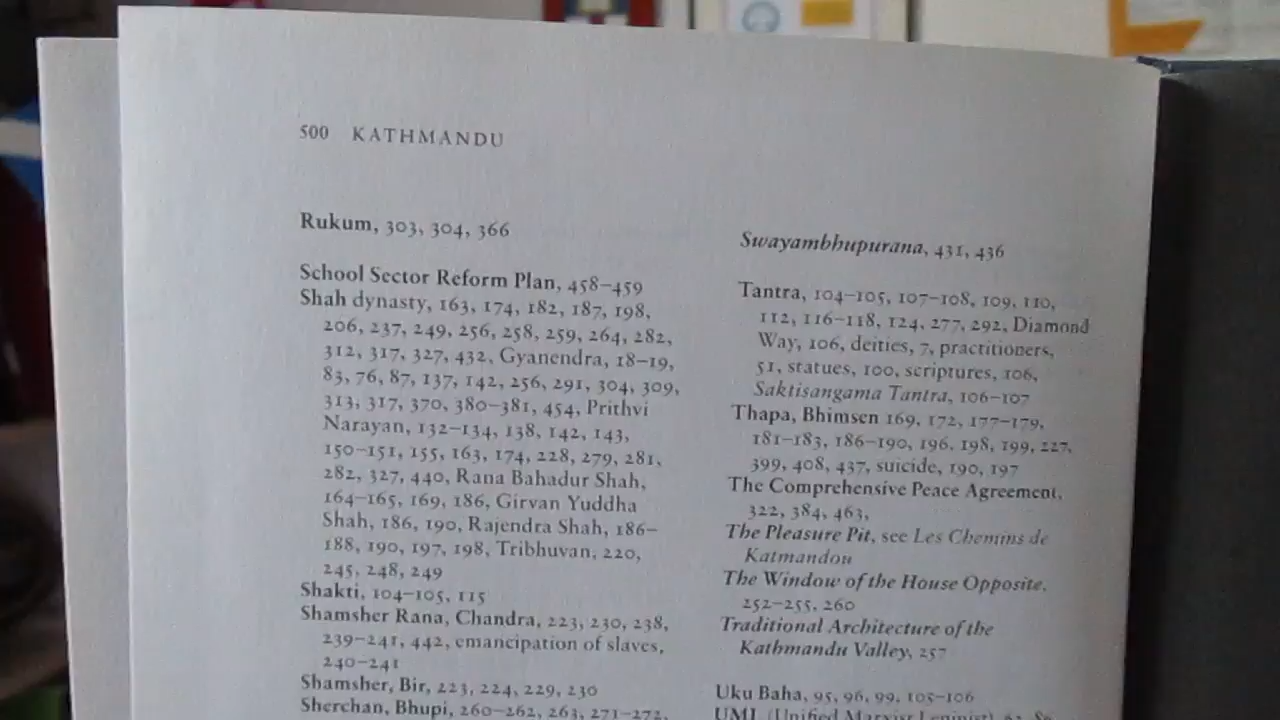 500 KATHMANDU
Rukum, 303, 304, 366
School Sector Reform Plan, 458–459
Shah dynasty, 163, 174, 182, 187, 198,
206, 237, 249, 256, 258, 259, 264, 282,
312, 317, 327, 432, Gyanendra, 18–19,
83, 76, 87, 137, 142, 256, 291, 304, 309,
313, 317, 370, 380–381, 454, Prithvi
Narayan, 132–134, 138, 142, 143,
150–151, 155, 163, 174, 228, 279, 281,
282, 327, 440, Rana Bahadur Shah,
164–165, 169, 186, Girvan Yuddha
Shah, 186, 190, Rajendra Shah, 186–
188, 190, 197, 198, Tribhuvan, 220,
245, 248, 249
Shakti, 104–105, 115
Shamsher Rana, Chandra, 223, 230, 238,
239–241, 442, emancipation of slaves,
240–241
Shamsher, Bir, 223, 224, 229, 230
Sherchan, Bhupi, 260–262, 263, 271–272,
Swayambhupurana, 431, 436
Tantra, 104–105, 107–108, 109, 110,
112, 116–118, 124, 277, 292, Diamond
Way, 106, deities, 7, practitioners,
51, statues, 100, scriptures, 106,
Saktisangama Tantra, 106–107
Thapa, Bhimsen 169, 172, 177–179,
181–183, 186–190, 196, 198, 199, 227,
399, 408, 437, suicide, 190, 197
The Comprehensive Peace Agreement,
322, 384, 463,
The Pleasure Pit, see Les Chemins de
Katmandou
The Window of the House Opposite,
252–255, 260
Traditional Architecture of the
Kathmandu Valley, 257
Uku Baha, 95, 96, 99, 105–106
UML (Unified Marxist Leninist)